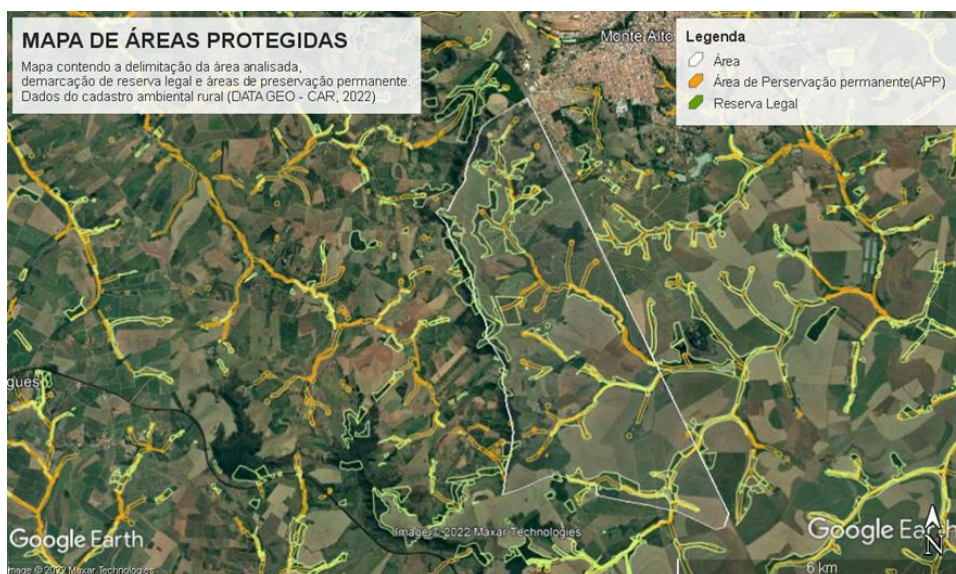 MAPA DE ÁREAS PROTEGIDAS
Mapa contendo a delimitação da área analisada,
demarcação de reserva legal e áreas de preservação permanente.
Dados do cadastro ambiental rural (DATA GEO - CAR, 2022)
Monte Alto
Legenda
Área
Área de Perservação permanente(APP)
Reserva Legal
gues
Google Earth
Image © 2022 Maxar Technologies
Image © 2022 Maxar Technologies
Google Earth
N
6 km